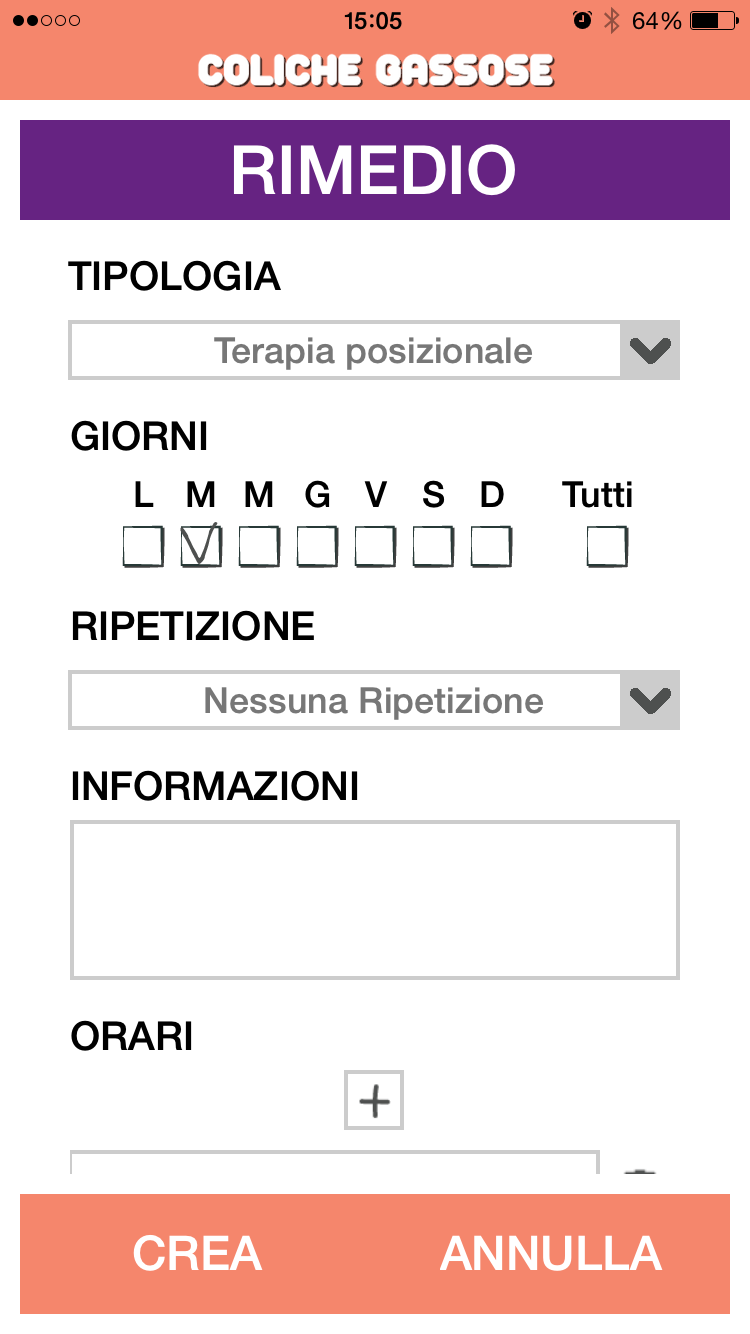 15:05 64%
COLICHE GASSOSE
RIMEDIO
TIPOLOGIA
Terapia posizionale
GIORNI
L M M G V S D Tutti
RIPETIZIONE
Nessuna Ripetizione
INFORMAZIONI
ORARI
+
CREA ANNULLA